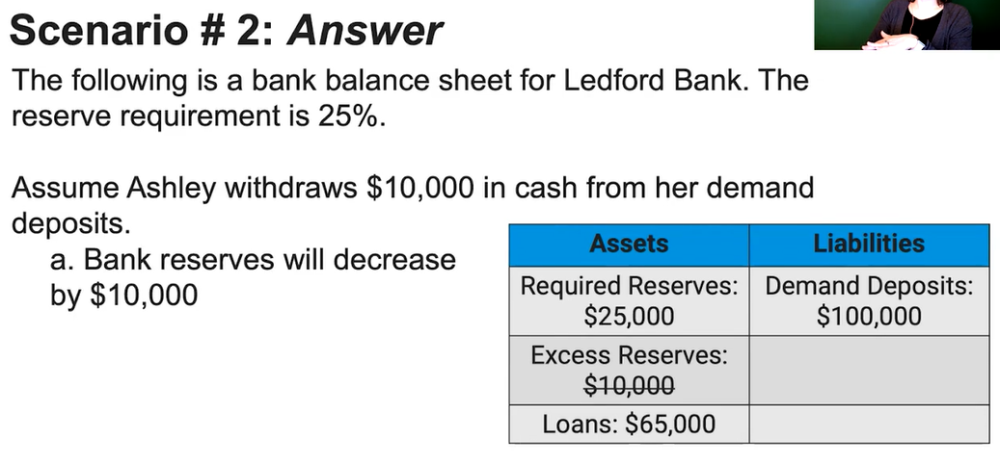 Scenario # 2: Answer
The following is a bank balance sheet for Ledford Bank. The
reserve requirement is 25%.
Assume Ashley withdraws $10,000 in cash from her demand
deposits.
a. Bank reserves will decrease
by $10,000
Assets
Liabilities
Required Reserves:
$25,000
Demand Deposits:
$100,000
Excess Reserves:
$10,000
Loans: $65,000